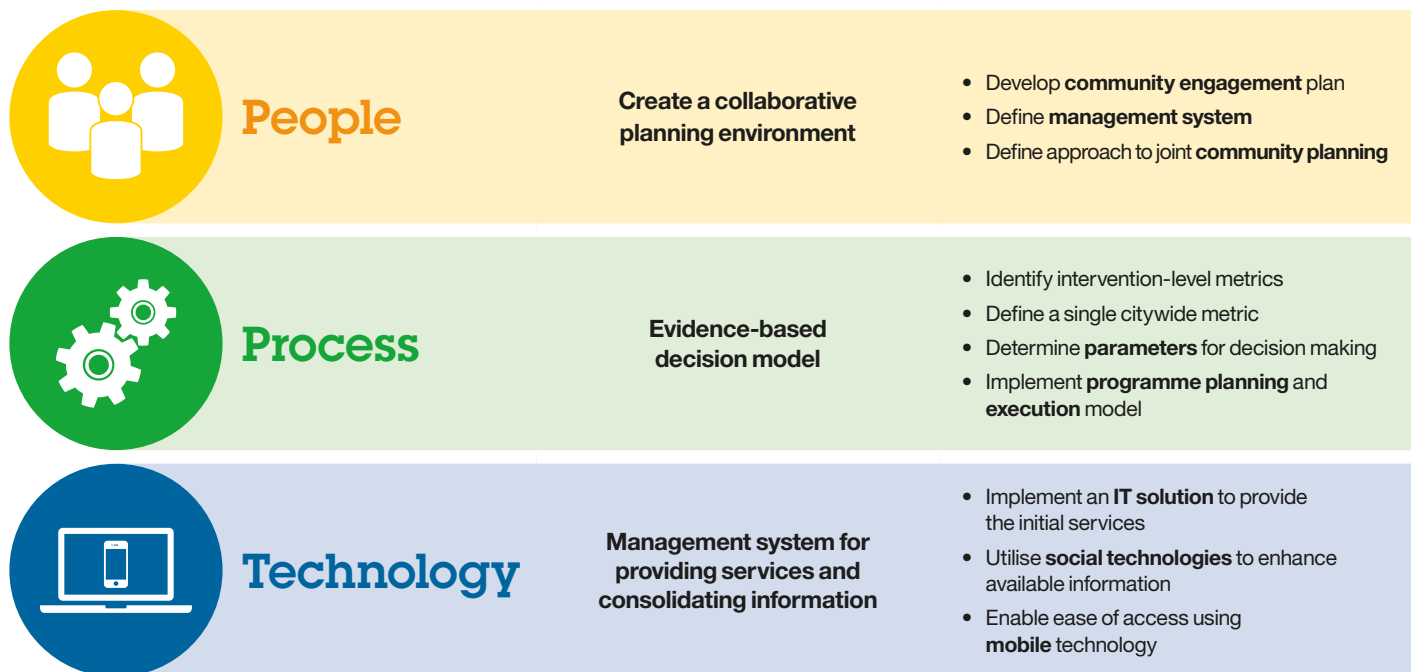 People
Create a collaborative
planning environment
• Develop community engagement plan
• Define management system
• Define approach to joint community planning
Process
Evidence-based
decision model
• Identify intervention-level metrics
• Define a single citywide metric
• Determine parameters for decision making
• Implement programme planning and
execution model
Technology
Management system for
providing services and
consolidating information
• Implement an IT solution to provide
the initial services
• Utilise social technologies to enhance
available information
• Enable ease of access using
mobile technology